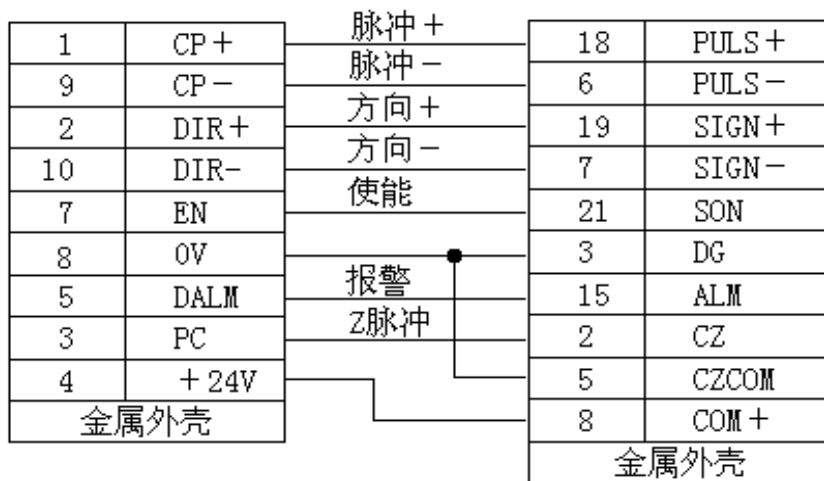 脉冲+
1 CP+ 18 PULS+
脉冲-
9 CP- 6 PULS-
方向+
2 DIR+ 19 SIGN+
方向-
10 DIR- 7 SIGN-
使能
7 EN 21 SON
8 0V 3 DG
报警
5 DALM 15 ALM
Z脉冲
3 PC 2 CZ
4 +24V 5 CZCOM
金属外壳 8 COM+
金属外壳